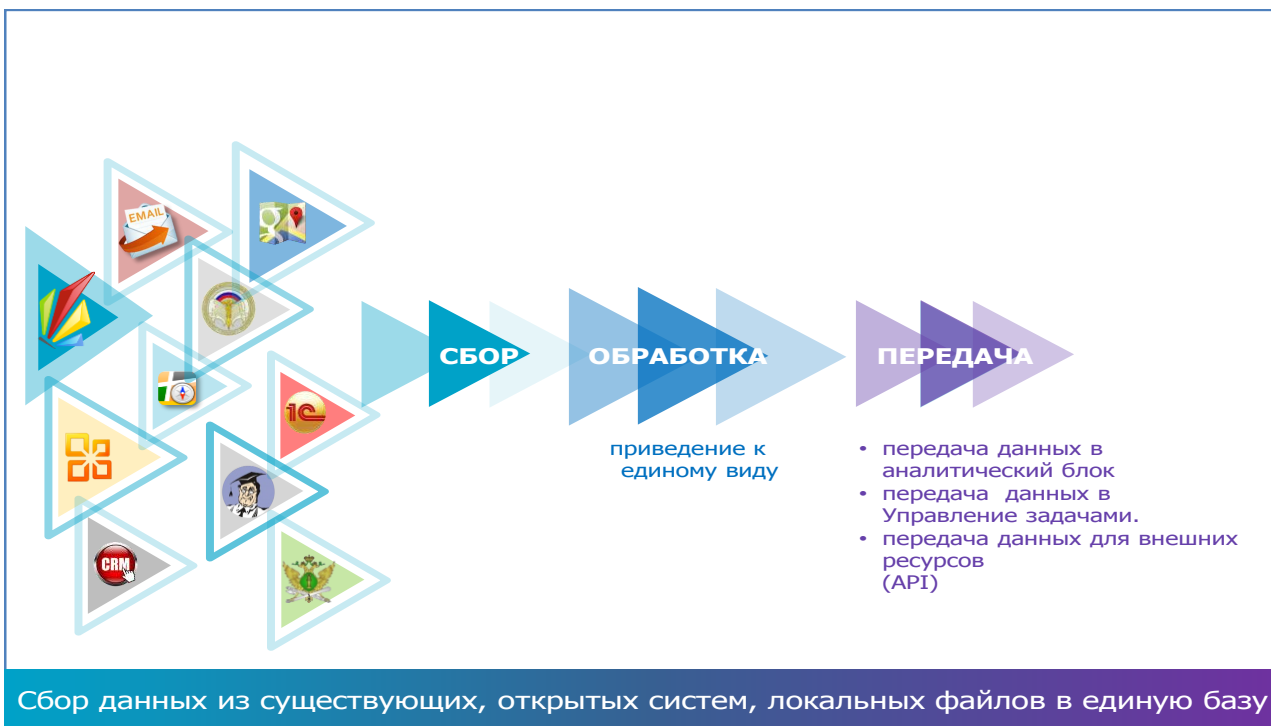 EMAIL
1С
CRM
СБОР
ОБРАБОТКА
ПЕРЕДАЧА
приведение к
единому виду
• передача данных в
аналитический блок
• передача данных в
Управление задачами.
• передача данных для внешних
ресурсов
(API)
Сбор данных из существующих, открытых систем, локальных файлов в единую базу